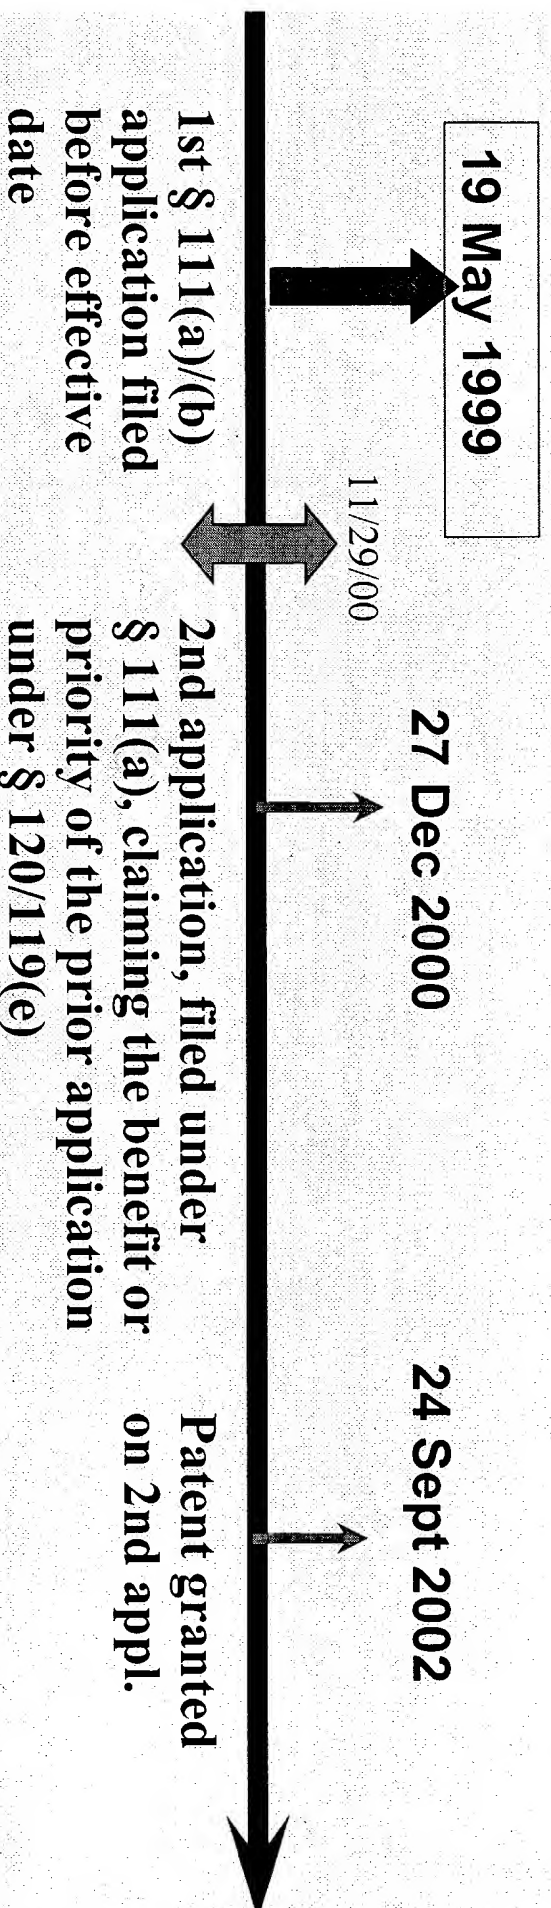 19 May 1999
11/29/00
27 Dec 2000
24 Sept 2002
1st § 111(a)/(b)
application filed
before effective
date
2nd application, filed under
§ 111(a), claiming the benefit or
priority of the prior application
under § 120/119(e)
Patent granted
on 2nd appl.